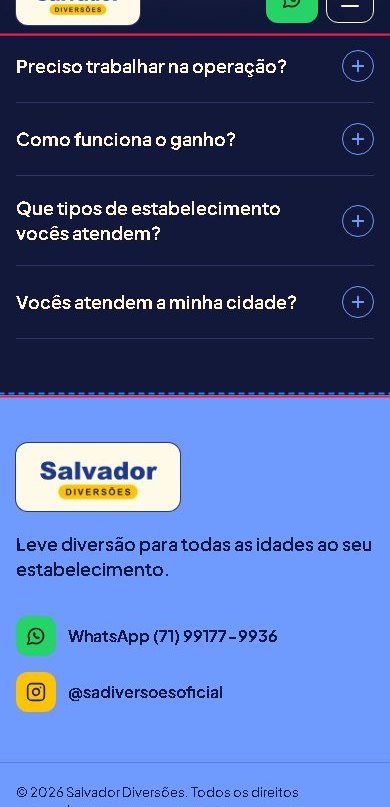 Salvador
DIVERSÕES
Preciso trabalhar na operação?
Como funciona o ganho?
Que tipos de estabelecimento
vocês atendem?
Vocês atendem a minha cidade?
Salvador
DIVERSÕES
Leve diversão para todas as idades ao seu
estabelecimento.
WhatsApp (71) 99177-9936
@sadiversoesoficial
© 2026 Salvador Diversões. Todos os direitos